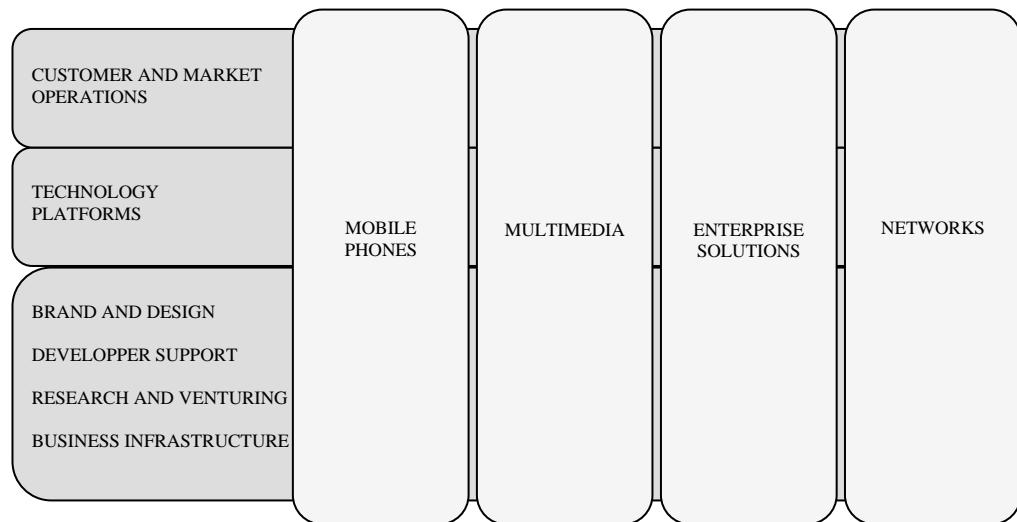 CUSTOMER AND MARKET
OPERATIONS
TECHNOLOGY
PLATFORMS
BRAND AND DESIGN
DEVELOPPER SUPPORT
RESEARCH AND VENTURING
BUSINESS INFRASTRUCTURE
MOBILE
PHONES
MULTIMEDIA
ENTERPRISE
SOLUTIONS
NETWORKS